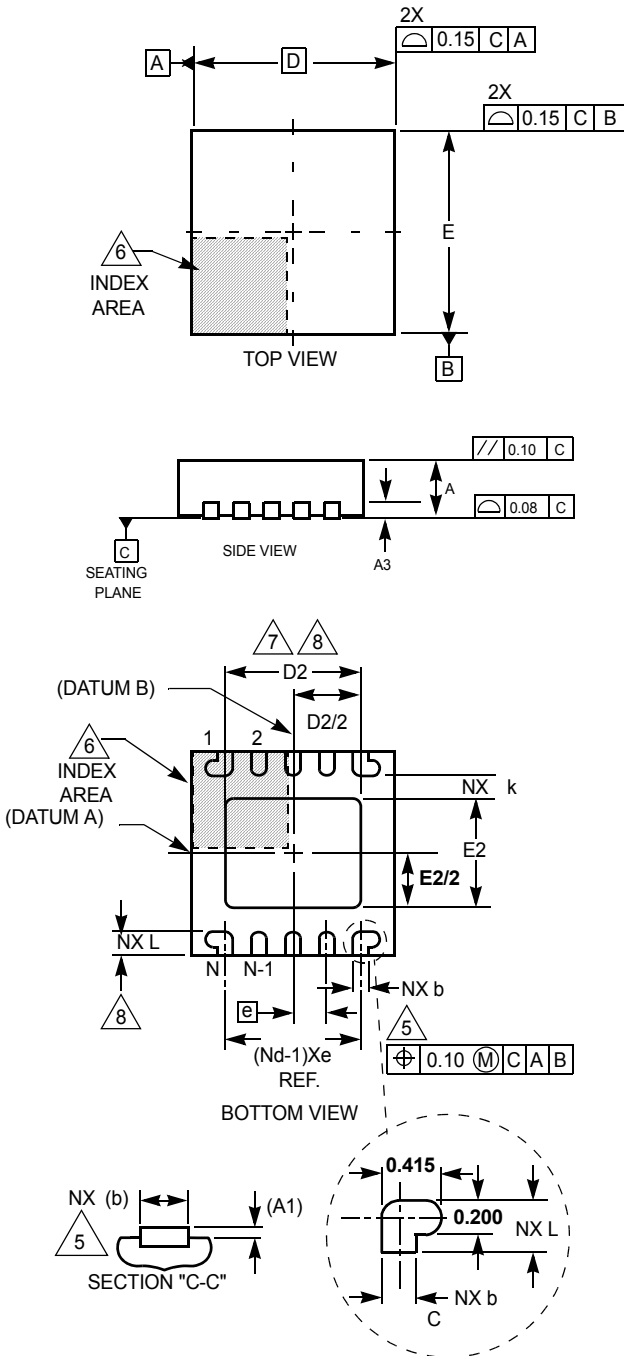 2X
⌓ 0.15 C A
A
D
2X
⌓ 0.15 C B
E
6
INDEX
AREA
TOP VIEW
B
// 0.10 C
A
⌓ 0.08 C
C
SEATING
PLANE
SIDE VIEW
A3
7 8
(DATUM B)
D2
D2/2
1 2
6
INDEX
AREA
(DATUM A)
NX k
E2
E2/2
NX L
N N-1
8
NX b
e
5
(Nd-1)Xe
REF.
⌖ 0.10 Ⓜ C A B
BOTTOM VIEW
NX (b)
(A1)
5
SECTION "C-C"
0.415
0.200
NX L
NX b
C